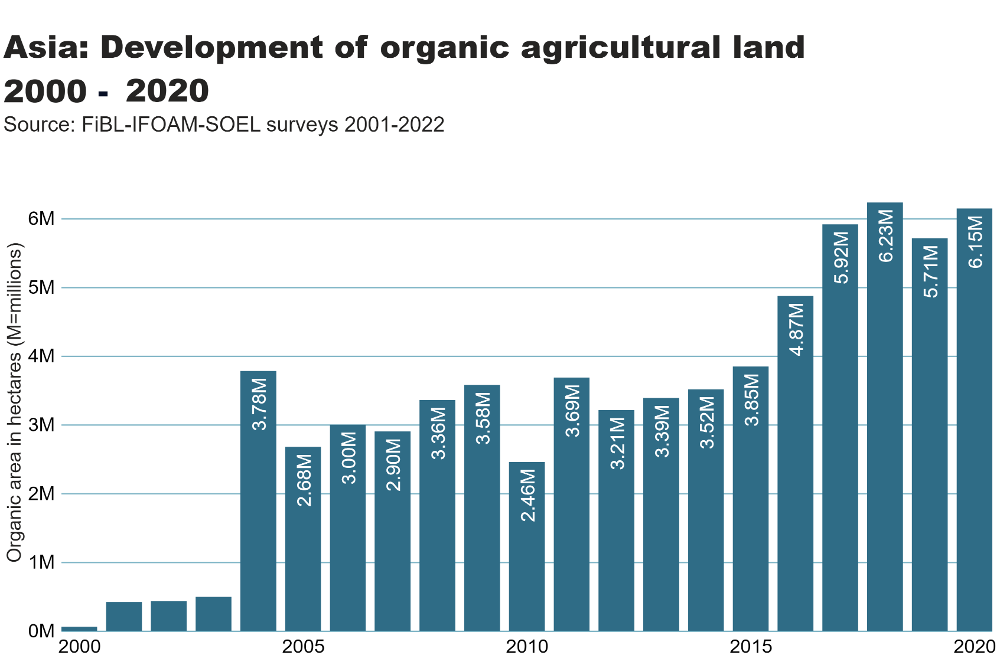 Asia: Development of organic agricultural land
2000 - 2020
Source: FiBL-IFOAM-SOEL surveys 2001-2022
Organic area in hectares (M=millions)
6M
5M
4M
3M
2M
1M
0M
3.78M
2.68M
3.00M
2.90M
3.36M
3.58M
2.46M
3.69M
3.21M
3.39M
3.52M
3.85M
4.87M
5.92M
6.23M
5.71M
6.15M
2000
2005
2010
2015
2020